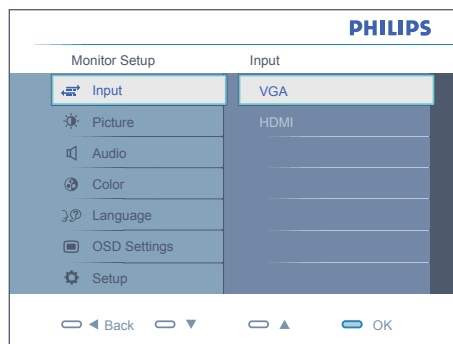 PHILIPS
Monitor Setup Input
Input VGA
Picture HDMI
Audio
Color
Language
OSD Settings
Setup
Back OK